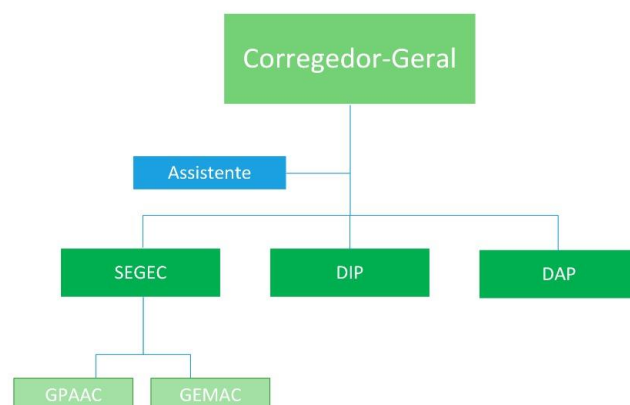 Corregedor-Geral
Assistente
SEGEC
DIP
DAP
GPAAC
GEMAC